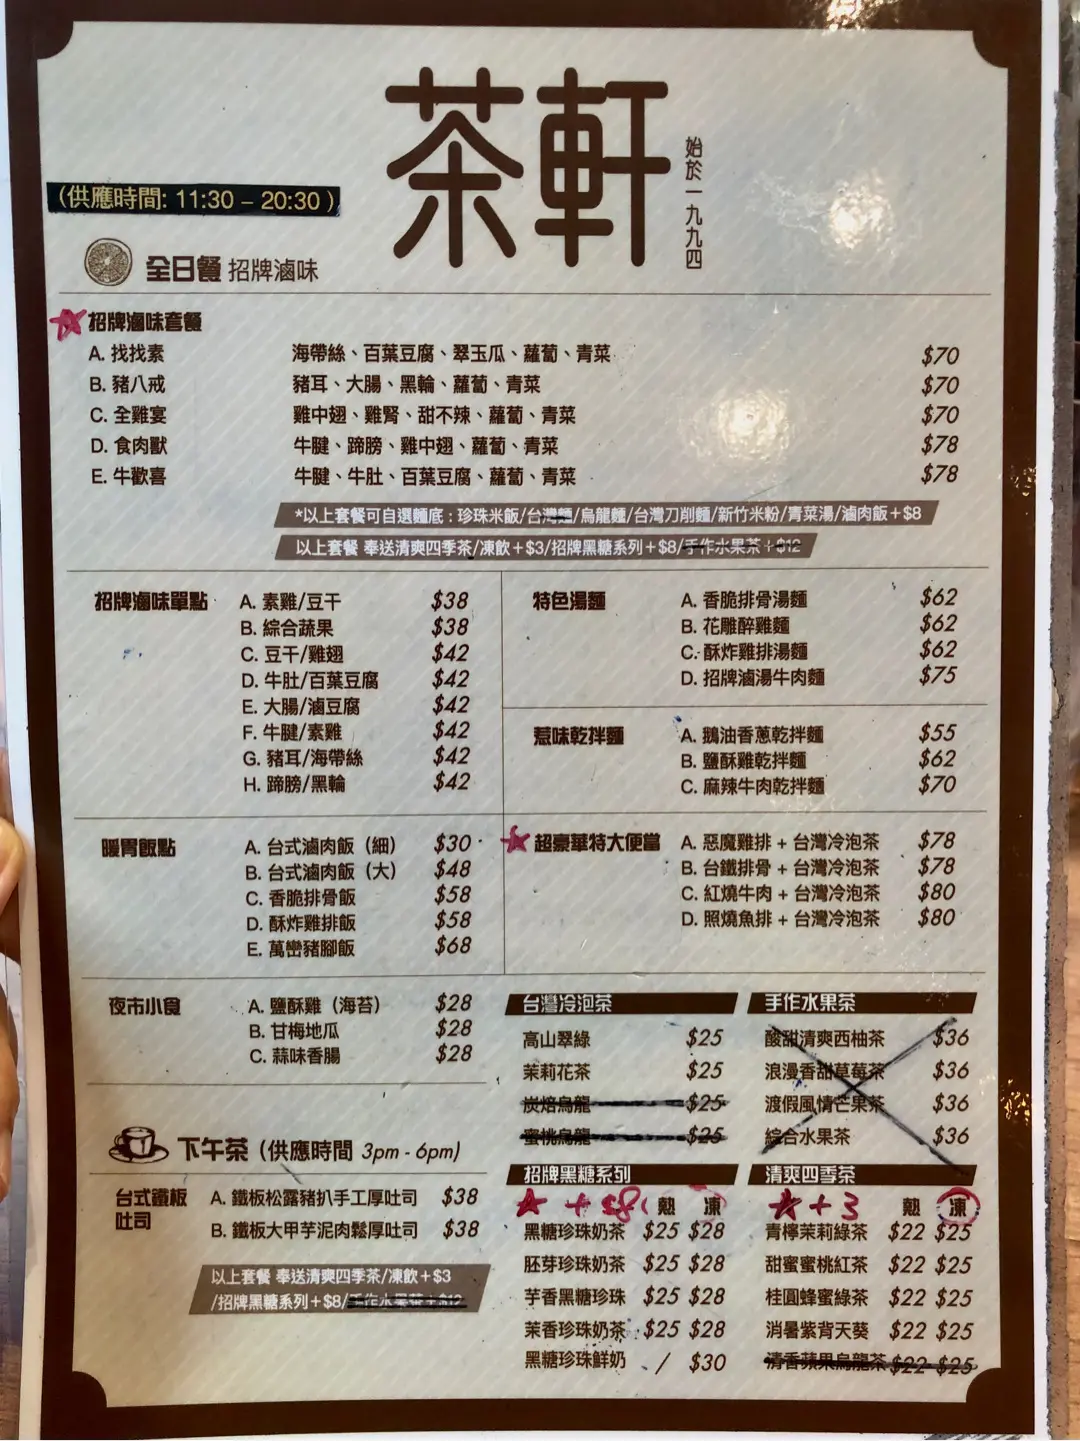 茶軒
始於一九九四
(供應時間: 11:30 – 20:30 )
全日餐 招牌滷味
招牌滷味套餐
A. 找找素 海帶絲、百葉豆腐、翠玉瓜、蘿蔔、青菜 $70
B. 豬八戒 豬耳、大腸、黑輪、蘿蔔、青菜 $70
C. 全雞宴 雞中翅、雞腎、甜不辣、蘿蔔、青菜 $70
D. 食肉獸 牛腱、蹄膀、雞中翅、蘿蔔、青菜 $78
E. 牛歡喜 牛腱、牛肚、百葉豆腐、蘿蔔、青菜 $78
*以上套餐可自選麵底：珍珠米飯/台灣麵/烏龍麵/台灣刀削麵/新竹米粉/青菜湯/滷肉飯+$8
以上套餐 奉送清爽四季茶/凍飲+$3/招牌黑糖系列+$8/手作水果茶+$12
招牌滷味單點
A. 素雞/豆干 $38
B. 綜合蔬果 $38
C. 豆干/雞翅 $42
D. 牛肚/百葉豆腐 $42
E. 大腸/滷豆腐 $42
F. 牛腱/素雞 $42
G. 豬耳/海帶絲 $42
H. 蹄膀/黑輪 $42
特色湯麵
A. 香脆排骨湯麵 $62
B. 花雕醉雞麵 $62
C. 酥炸雞排湯麵 $62
D. 招牌滷湯牛肉麵 $75
惹味乾拌麵
A. 鵝油香蔥乾拌麵 $55
B. 鹽酥雞乾拌麵 $62
C. 麻辣牛肉乾拌麵 $70
暖胃飯點
A. 台式滷肉飯（細） $30
B. 台式滷肉飯（大） $48
C. 香脆排骨飯 $58
D. 酥炸雞排飯 $58
E. 萬巒豬腳飯 $68
超豪華特大便當
A. 惡魔雞排 + 台灣冷泡茶 $78
B. 台鐵排骨 + 台灣冷泡茶 $78
C. 紅燒牛肉 + 台灣冷泡茶 $80
D. 照燒魚排 + 台灣冷泡茶 $80
夜市小食
A. 鹽酥雞（海苔） $28
B. 甘梅地瓜 $28
C. 蒜味香腸 $28
下午茶 (供應時間 3pm - 6pm)
台式鐵板吐司
A. 鐵板松露豬扒手工厚吐司 $38
B. 鐵板大甲芋泥肉鬆厚吐司 $38
以上套餐 奉送清爽四季茶/凍飲+$3
/招牌黑糖系列+$8/手作水果茶+$12
台灣冷泡茶
高山翠綠 $25
茉莉花茶 $25
炭焙烏龍 $25
蜜桃烏龍 $25
手作水果茶
酸甜清爽西柚茶 $36
浪漫香甜草莓茶 $36
渡假風情芒果茶 $36
綜合水果茶 $36
招牌黑糖系列
+ $8 熱 凍
黑糖珍珠奶茶 $25 $28
胚芽珍珠奶茶 $25 $28
芋香黑糖珍珠 $25 $28
茉香珍珠奶茶 $25 $28
黑糖珍珠鮮奶 / $30
清爽四季茶
+ 3 熱 凍
青檸茉莉綠茶 $22 $25
甜蜜蜜桃紅茶 $22 $25
桂圓蜂蜜綠茶 $22 $25
消暑紫背天葵 $22 $25
清香蘋果烏龍茶 $22 $25